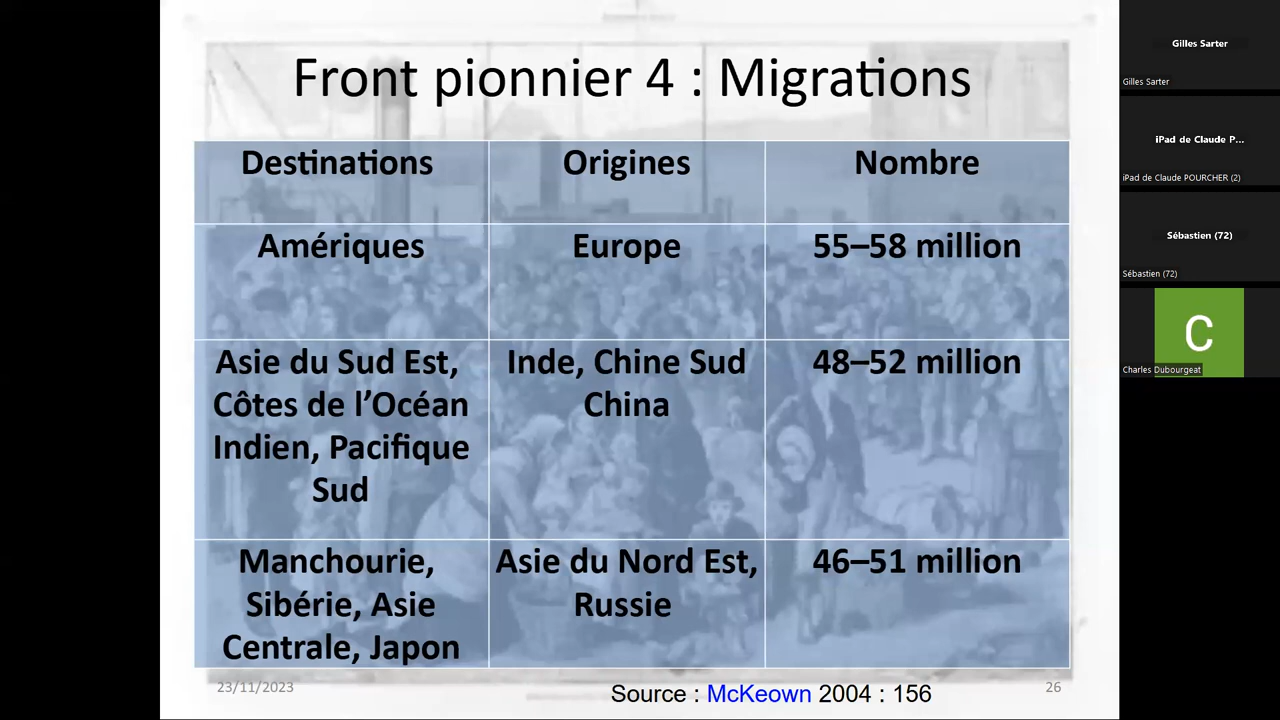 Front pionnier 4 : Migrations
Destinations
Origines
Nombre
Amériques
Europe
55–58 million
Asie du Sud Est,
Côtes de l’Océan
Indien, Pacifique
Sud
Inde, Chine Sud
China
48–52 million
Manchourie,
Sibérie, Asie
Centrale, Japon
Asie du Nord Est,
Russie
46–51 million
23/11/2023
Source : McKeown 2004 : 156
26
Gilles Sarter
Gilles Sarter
iPad de Claude P...
iPad de Claude POURCHER (2)
Sébastien (72)
Sébastien (72)
C
Charles Dubourgeat